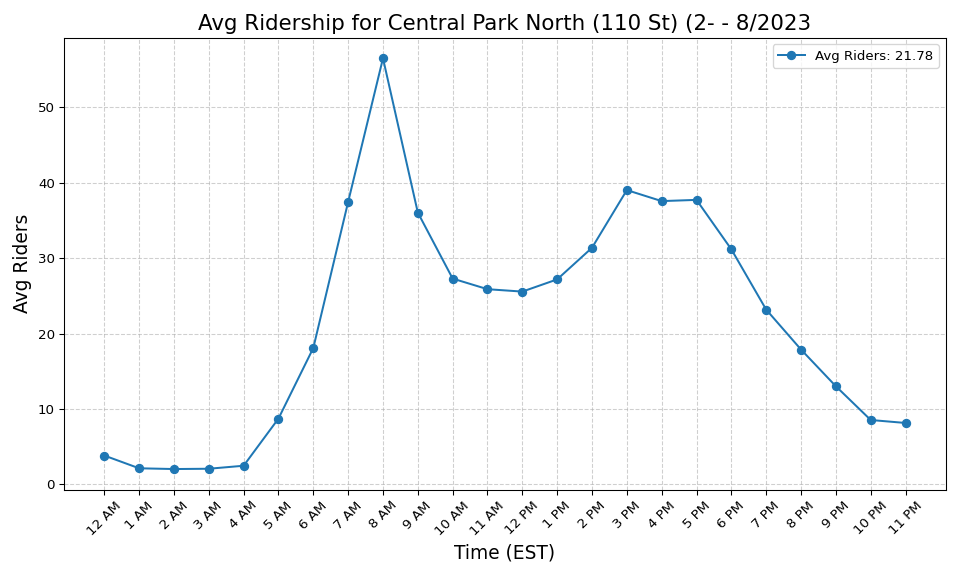 Avg Ridership for Central Park North (110 St) (2- - 8/2023
Avg Riders: 21.78
Avg Riders
50
40
30
20
10
0
12 AM
1 AM
2 AM
3 AM
4 AM
5 AM
6 AM
7 AM
8 AM
9 AM
10 AM
11 AM
12 PM
1 PM
2 PM
3 PM
4 PM
5 PM
6 PM
7 PM
8 PM
9 PM
10 PM
11 PM
Time (EST)